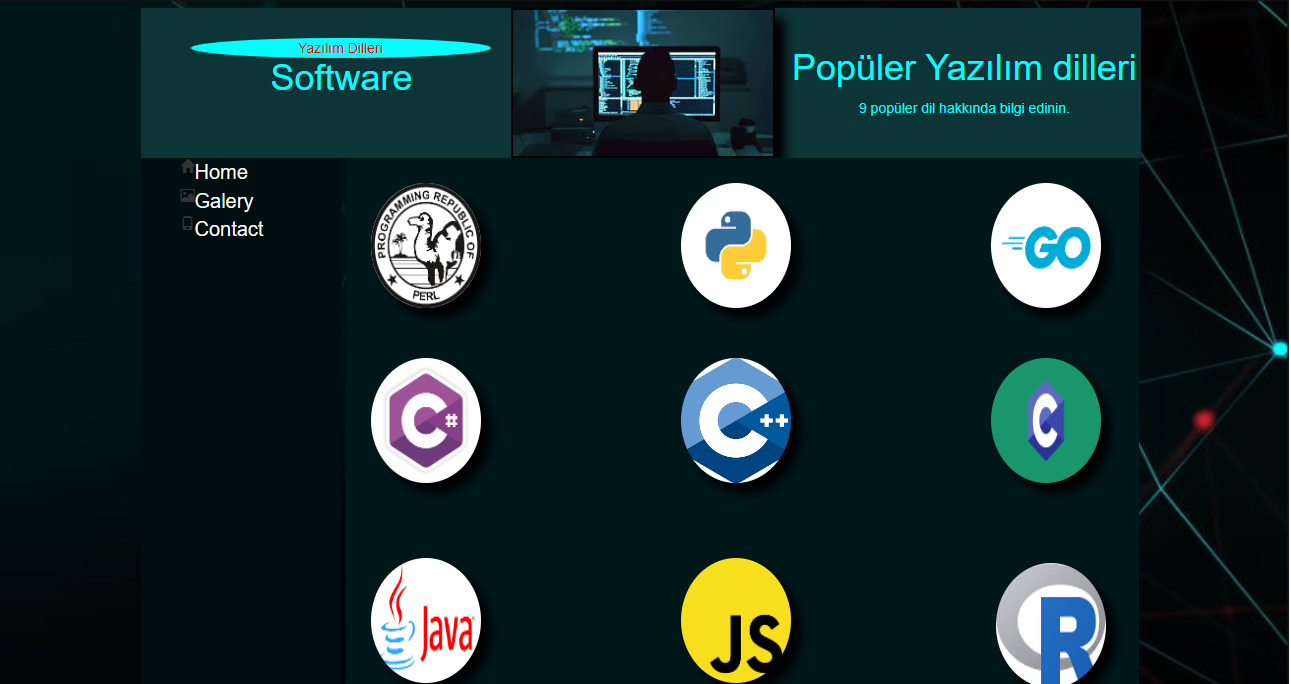 Yazılım Dilleri
Software
Popüler Yazılım dilleri
9 popüler dil hakkında bilgi edinin.
Home
Galery
Contact
PROGRAMMING REPUBLIC OF
PERL
GO
C#
C++
C
Java
JS
R